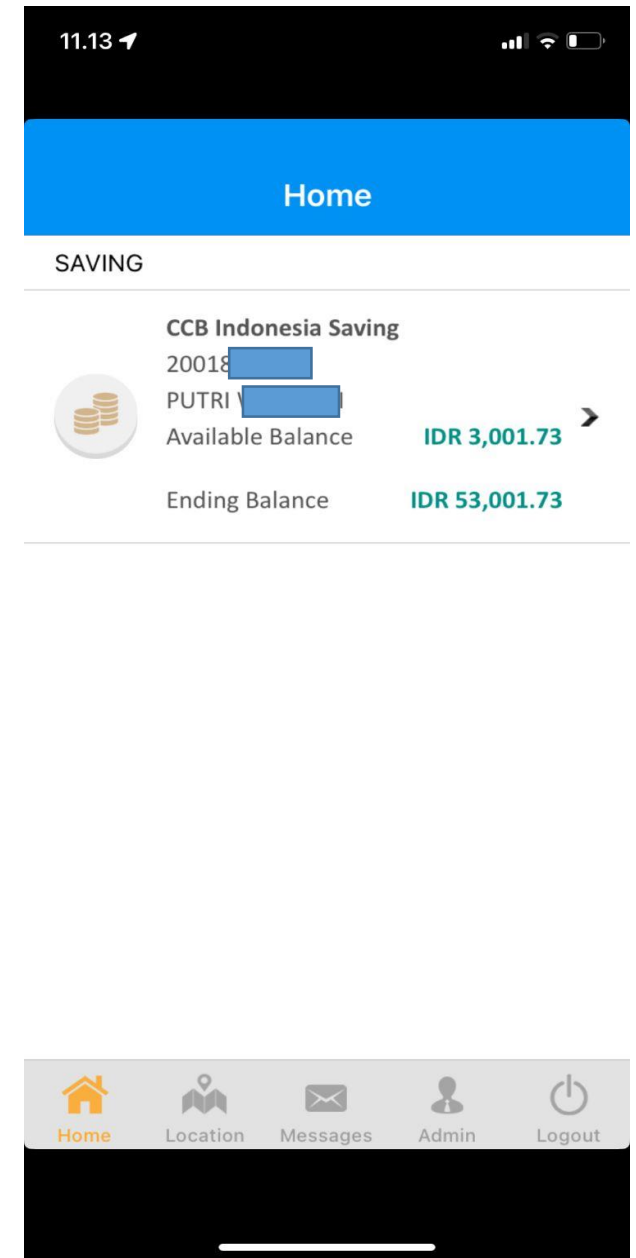 11.13
Home
SAVING
CCB Indonesia Saving
20018
PUTRI
Available Balance IDR 3,001.73
Ending Balance IDR 53,001.73
Home Location Messages Admin Logout